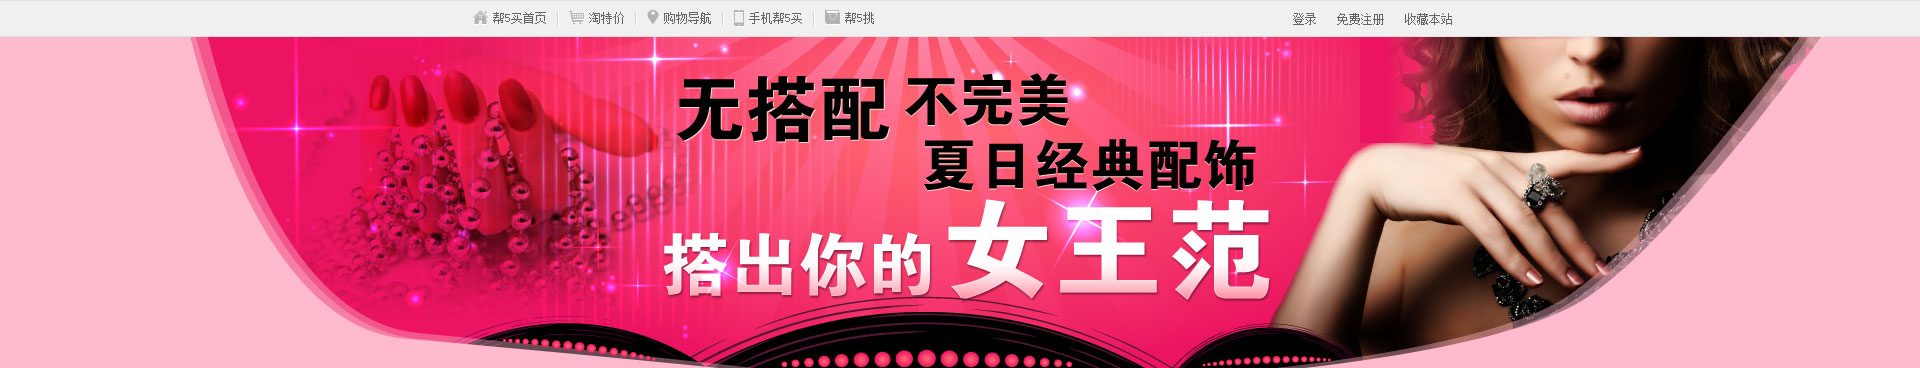 帮5买首页 淘特价 购物导航 手机帮5买 帮5挑 登录 免费注册 收藏本站
无搭配 不完美
夏日经典配饰
搭出你的 女王范